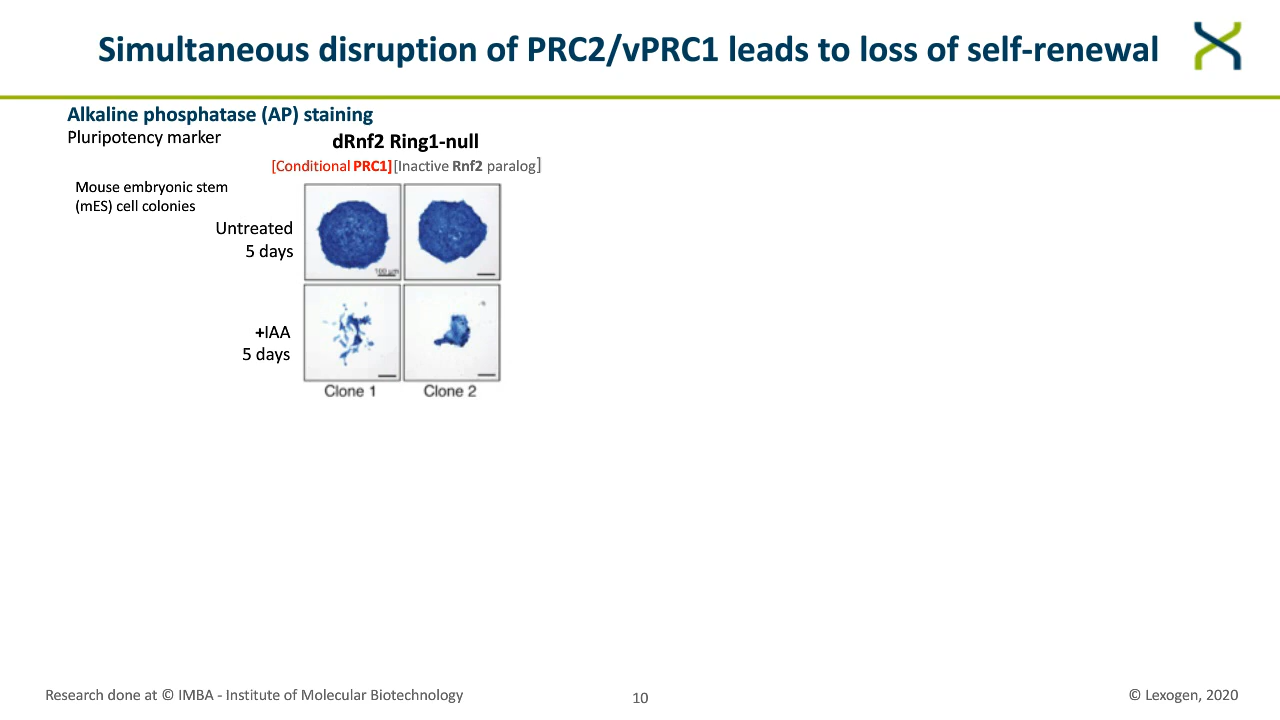 Simultaneous disruption of PRC2/vPRC1 leads to loss of self-renewal
Alkaline phosphatase (AP) staining
Pluripotency marker
dRnf2 Ring1-null
[Conditional PRC1][Inactive Rnf2 paralog]
Mouse embryonic stem
(mES) cell colonies
Untreated
5 days
100 µm
+IAA
5 days
Clone 1
Clone 2
Research done at © IMBA - Institute of Molecular Biotechnology
10
© Lexogen, 2020